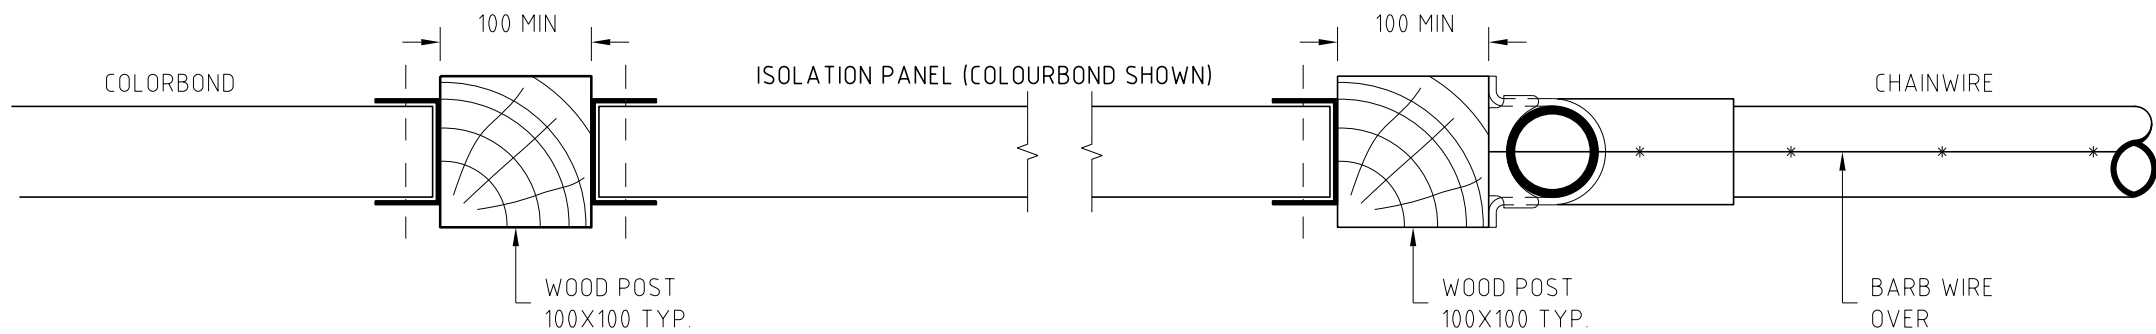 100 MIN
100 MIN
COLORBOND
ISOLATION PANEL (COLOURBOND SHOWN)
CHAINWIRE
WOOD POST
100X100 TYP.
WOOD POST
100X100 TYP.
BARB WIRE
OVER